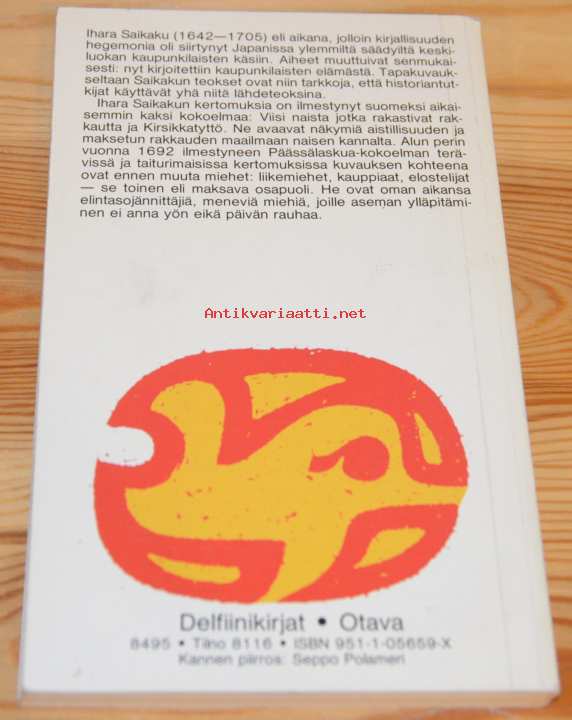 Ihara Saikaku (1642—1705) eli aikana, jolloin kirjallisuuden
hegemonia oli siirtynyt Japanissa ylemmiltä säädyiltä keski-
luokan kaupunkilaisten käsiin. Aiheet muuttuivat senmukai-
sesti: nyt kirjoitettiin kaupunkilaisten elämästä. Tapakuvauk-
seltaan Saikakun teokset ovat niin tarkkoja, että historiantut-
kijat käyttävät yhä niitä lähdeteoksina.
Ihara Saikakun kertomuksia on ilmestynyt suomeksi aikai-
semmin kaksi kokoelmaa: Viisi naista jotka rakastivat rak-
kautta ja Kirsikkatyttö. Ne avaavat näkymiä aistillisuuden ja
maksetun rakkauden maailmaan naisen kannalta. Alun perin
vuonna 1692 ilmestyneen Päässälaskua-kokoelman terä-
vissä ja taiturimaisissa kertomuksissa kuvauksen kohteena
ovat ennen muuta miehet: liikemiehet, kauppiaat, elostelijat
— se toinen eli maksava osapuoli. He ovat oman aikansa
elintasojännittäjiä, meneviä miehiä, joille aseman ylläpitämi-
nen ei anna yön eikä päivän rauhaa.
Antikvariaatti.net
Delfiinikirjat • Otava
8495 • Tilno 8116 • ISBN 951-1-05659-X
Kannen piirros: Seppo Polameri